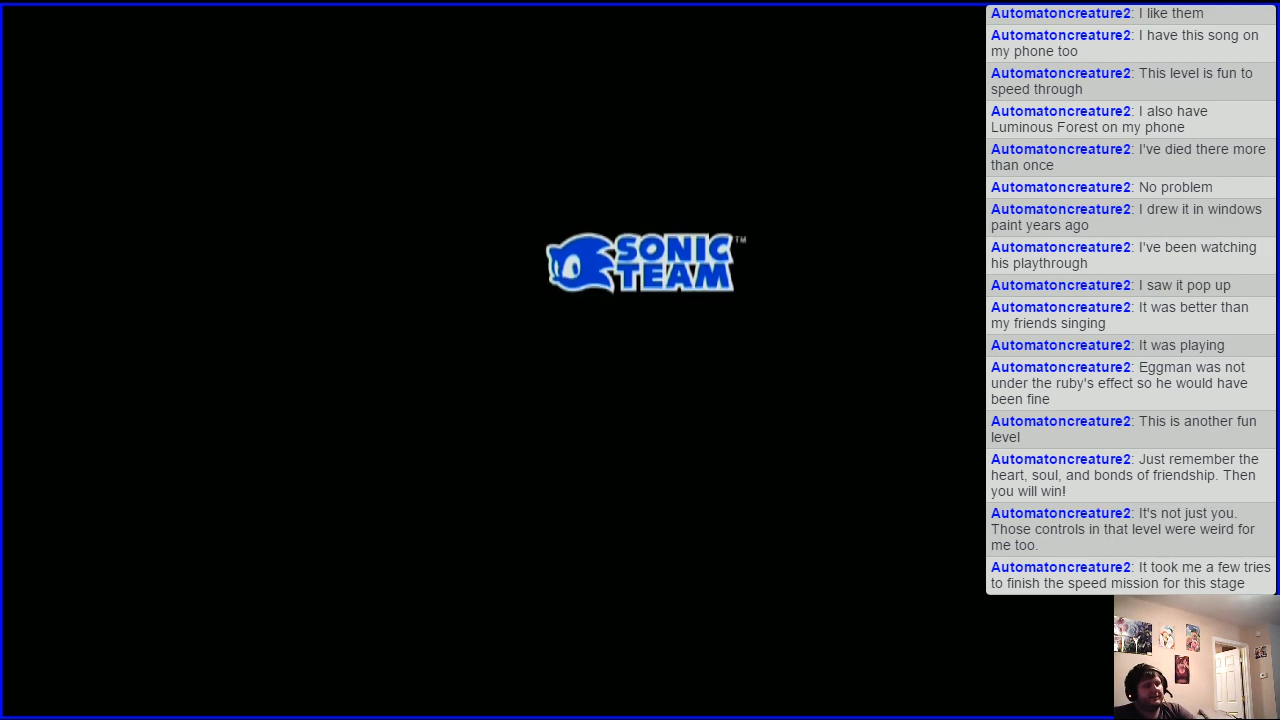 SONIC
TEAM
TM
Automatoncreature2: I like them
Automatoncreature2: I have this song on
my phone too
Automatoncreature2: This level is fun to
speed through
Automatoncreature2: I also have
Luminous Forest on my phone
Automatoncreature2: I've died there more
than once
Automatoncreature2: No problem
Automatoncreature2: I drew it in windows
paint years ago
Automatoncreature2: I've been watching
his playthrough
Automatoncreature2: I saw it pop up
Automatoncreature2: It was better than
my friends singing
Automatoncreature2: It was playing
Automatoncreature2: Eggman was not
under the ruby's effect so he would have
been fine
Automatoncreature2: This is another fun
level
Automatoncreature2: Just remember the
heart, soul, and bonds of friendship. Then
you will win!
Automatoncreature2: It's not just you.
Those controls in that level were weird for
me too.
Automatoncreature2: It took me a few tries
to finish the speed mission for this stage